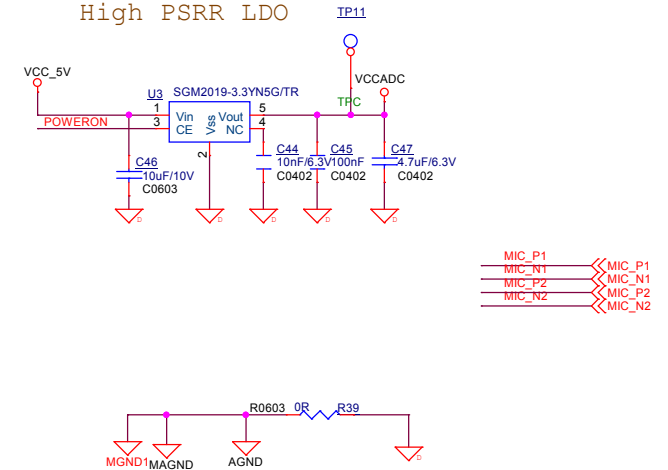 High PSRR LDO
TP11
VCC_5V
VCCADC
U3 SGM2019-3.3YN5G/TR
TPC
1 Vin Vout 5
POWERON 3 CE Vss NC 4
2
C46
10uF/10V
C0603
C44
10nF/6.3V
C0402
C45
100nF
C0402
C47
4.7uF/6.3V
C0402
D D D D D
MIC_P1 MIC_P1
MIC_N1 MIC_N1
MIC_P2 MIC_P2
MIC_N2 MIC_N2
R0603 0R R39
MGND1 MAGND AGND D